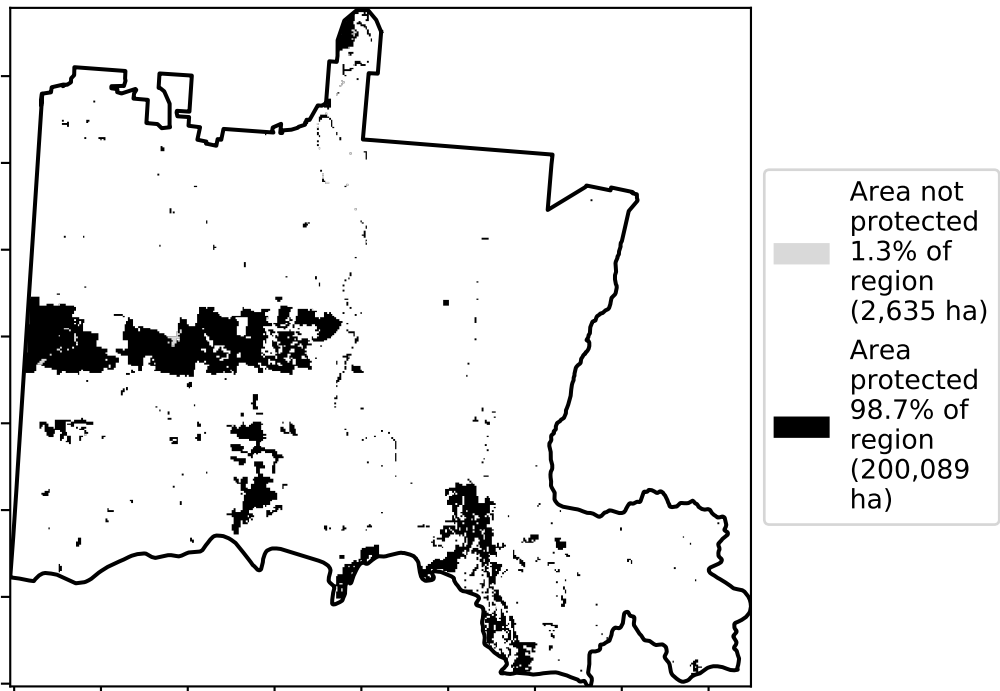 Area not
protected
1.3% of
region
(2,635 ha)
Area
protected
98.7% of
region
(200,089
ha)